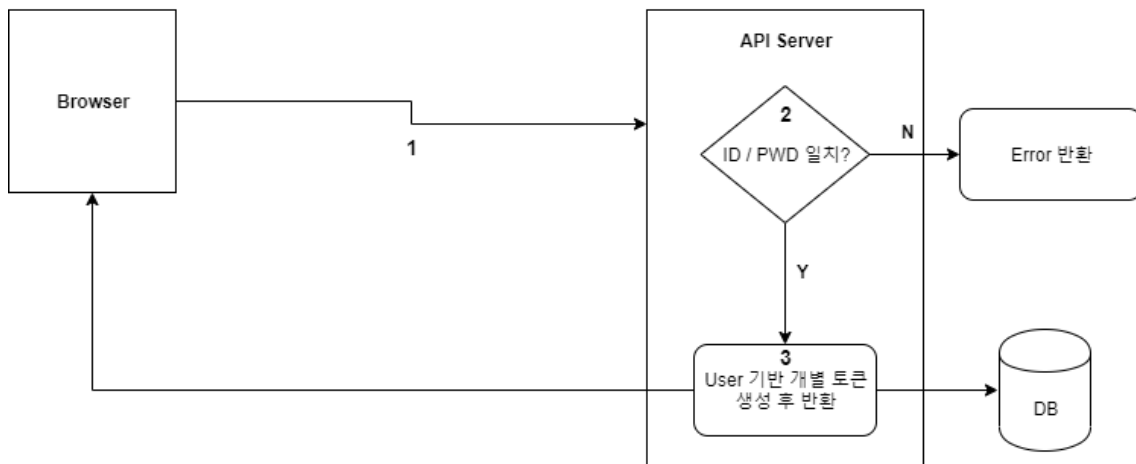 API Server
Browser
2
ID / PWD 일치?
N
Error 반환
1
Y
3
User 기반 개별 토큰
생성 후 반환
DB